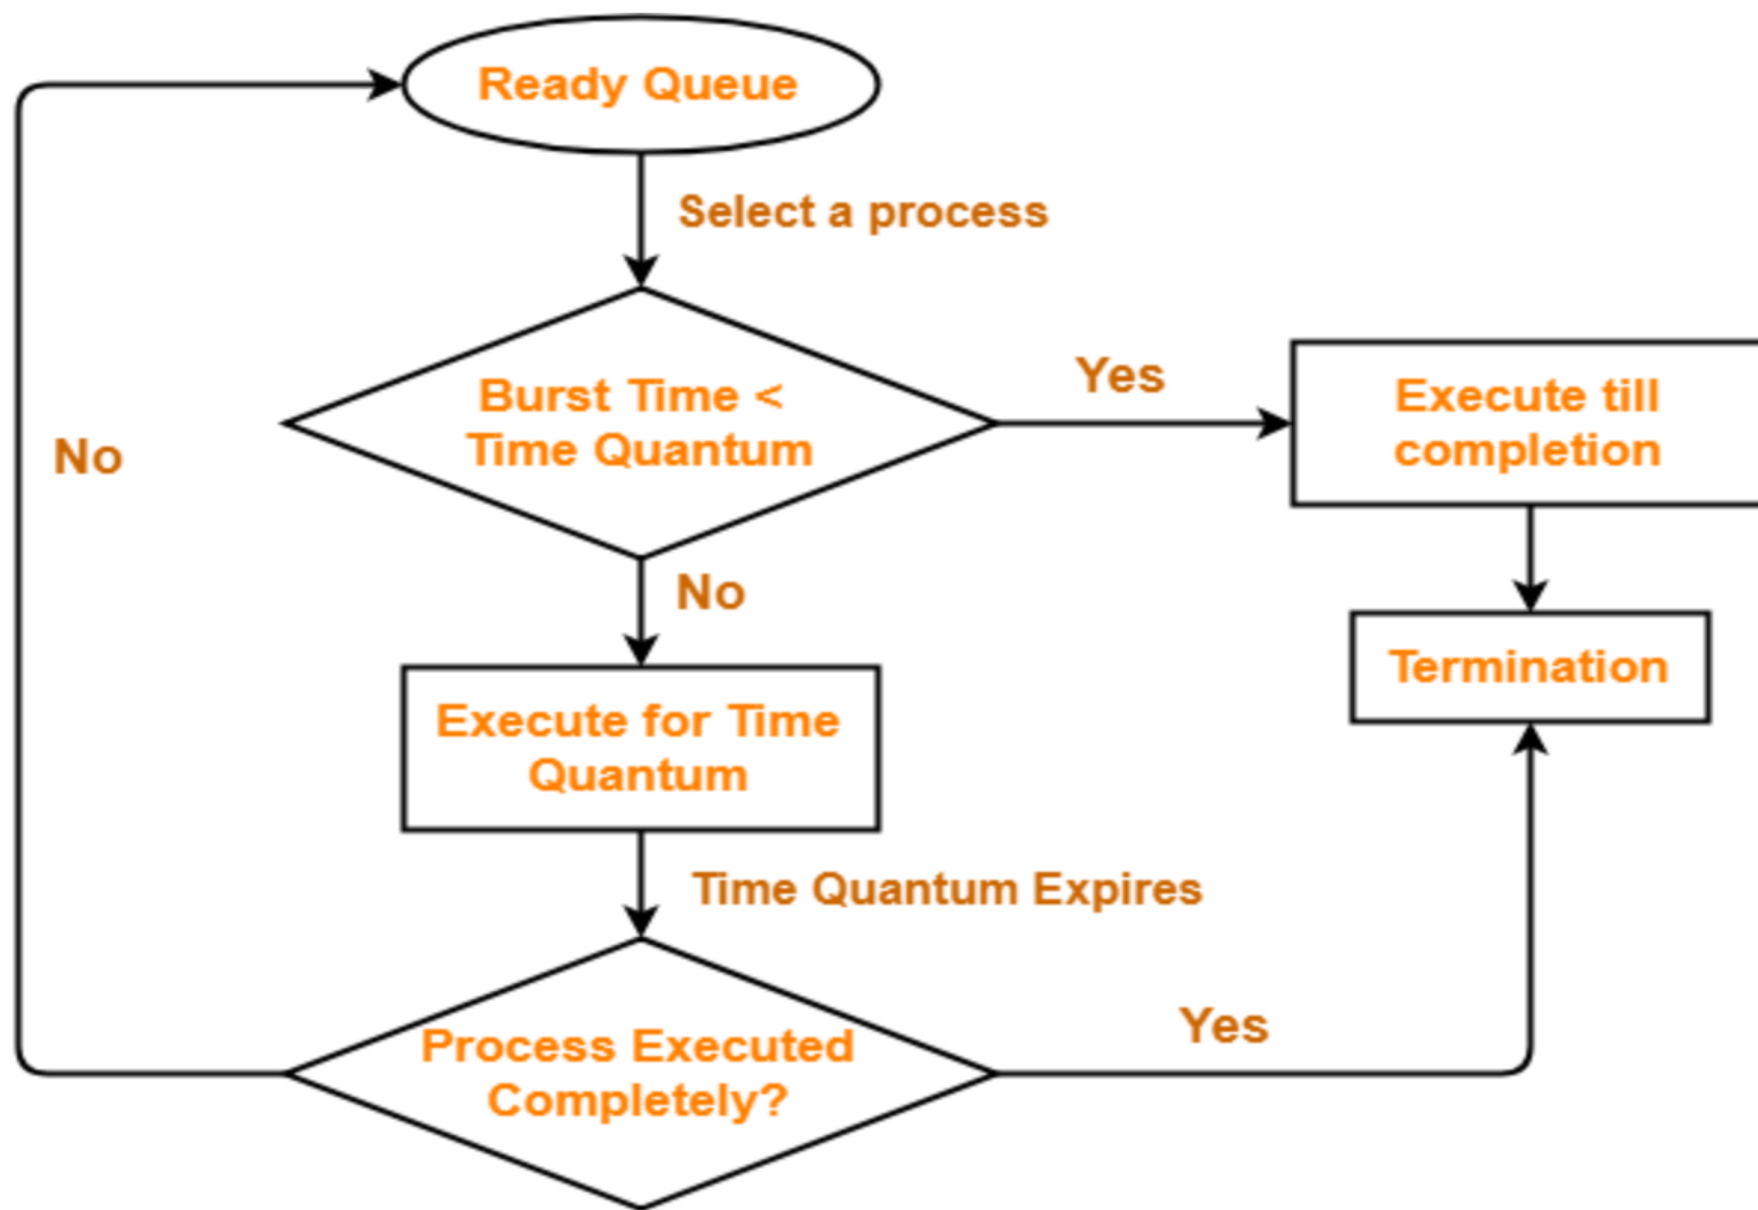 Ready Queue
Select a process
Burst Time <
Time Quantum
Yes
Execute till
completion
No
No
Termination
Execute for Time
Quantum
Time Quantum Expires
Process Executed
Completely?
Yes